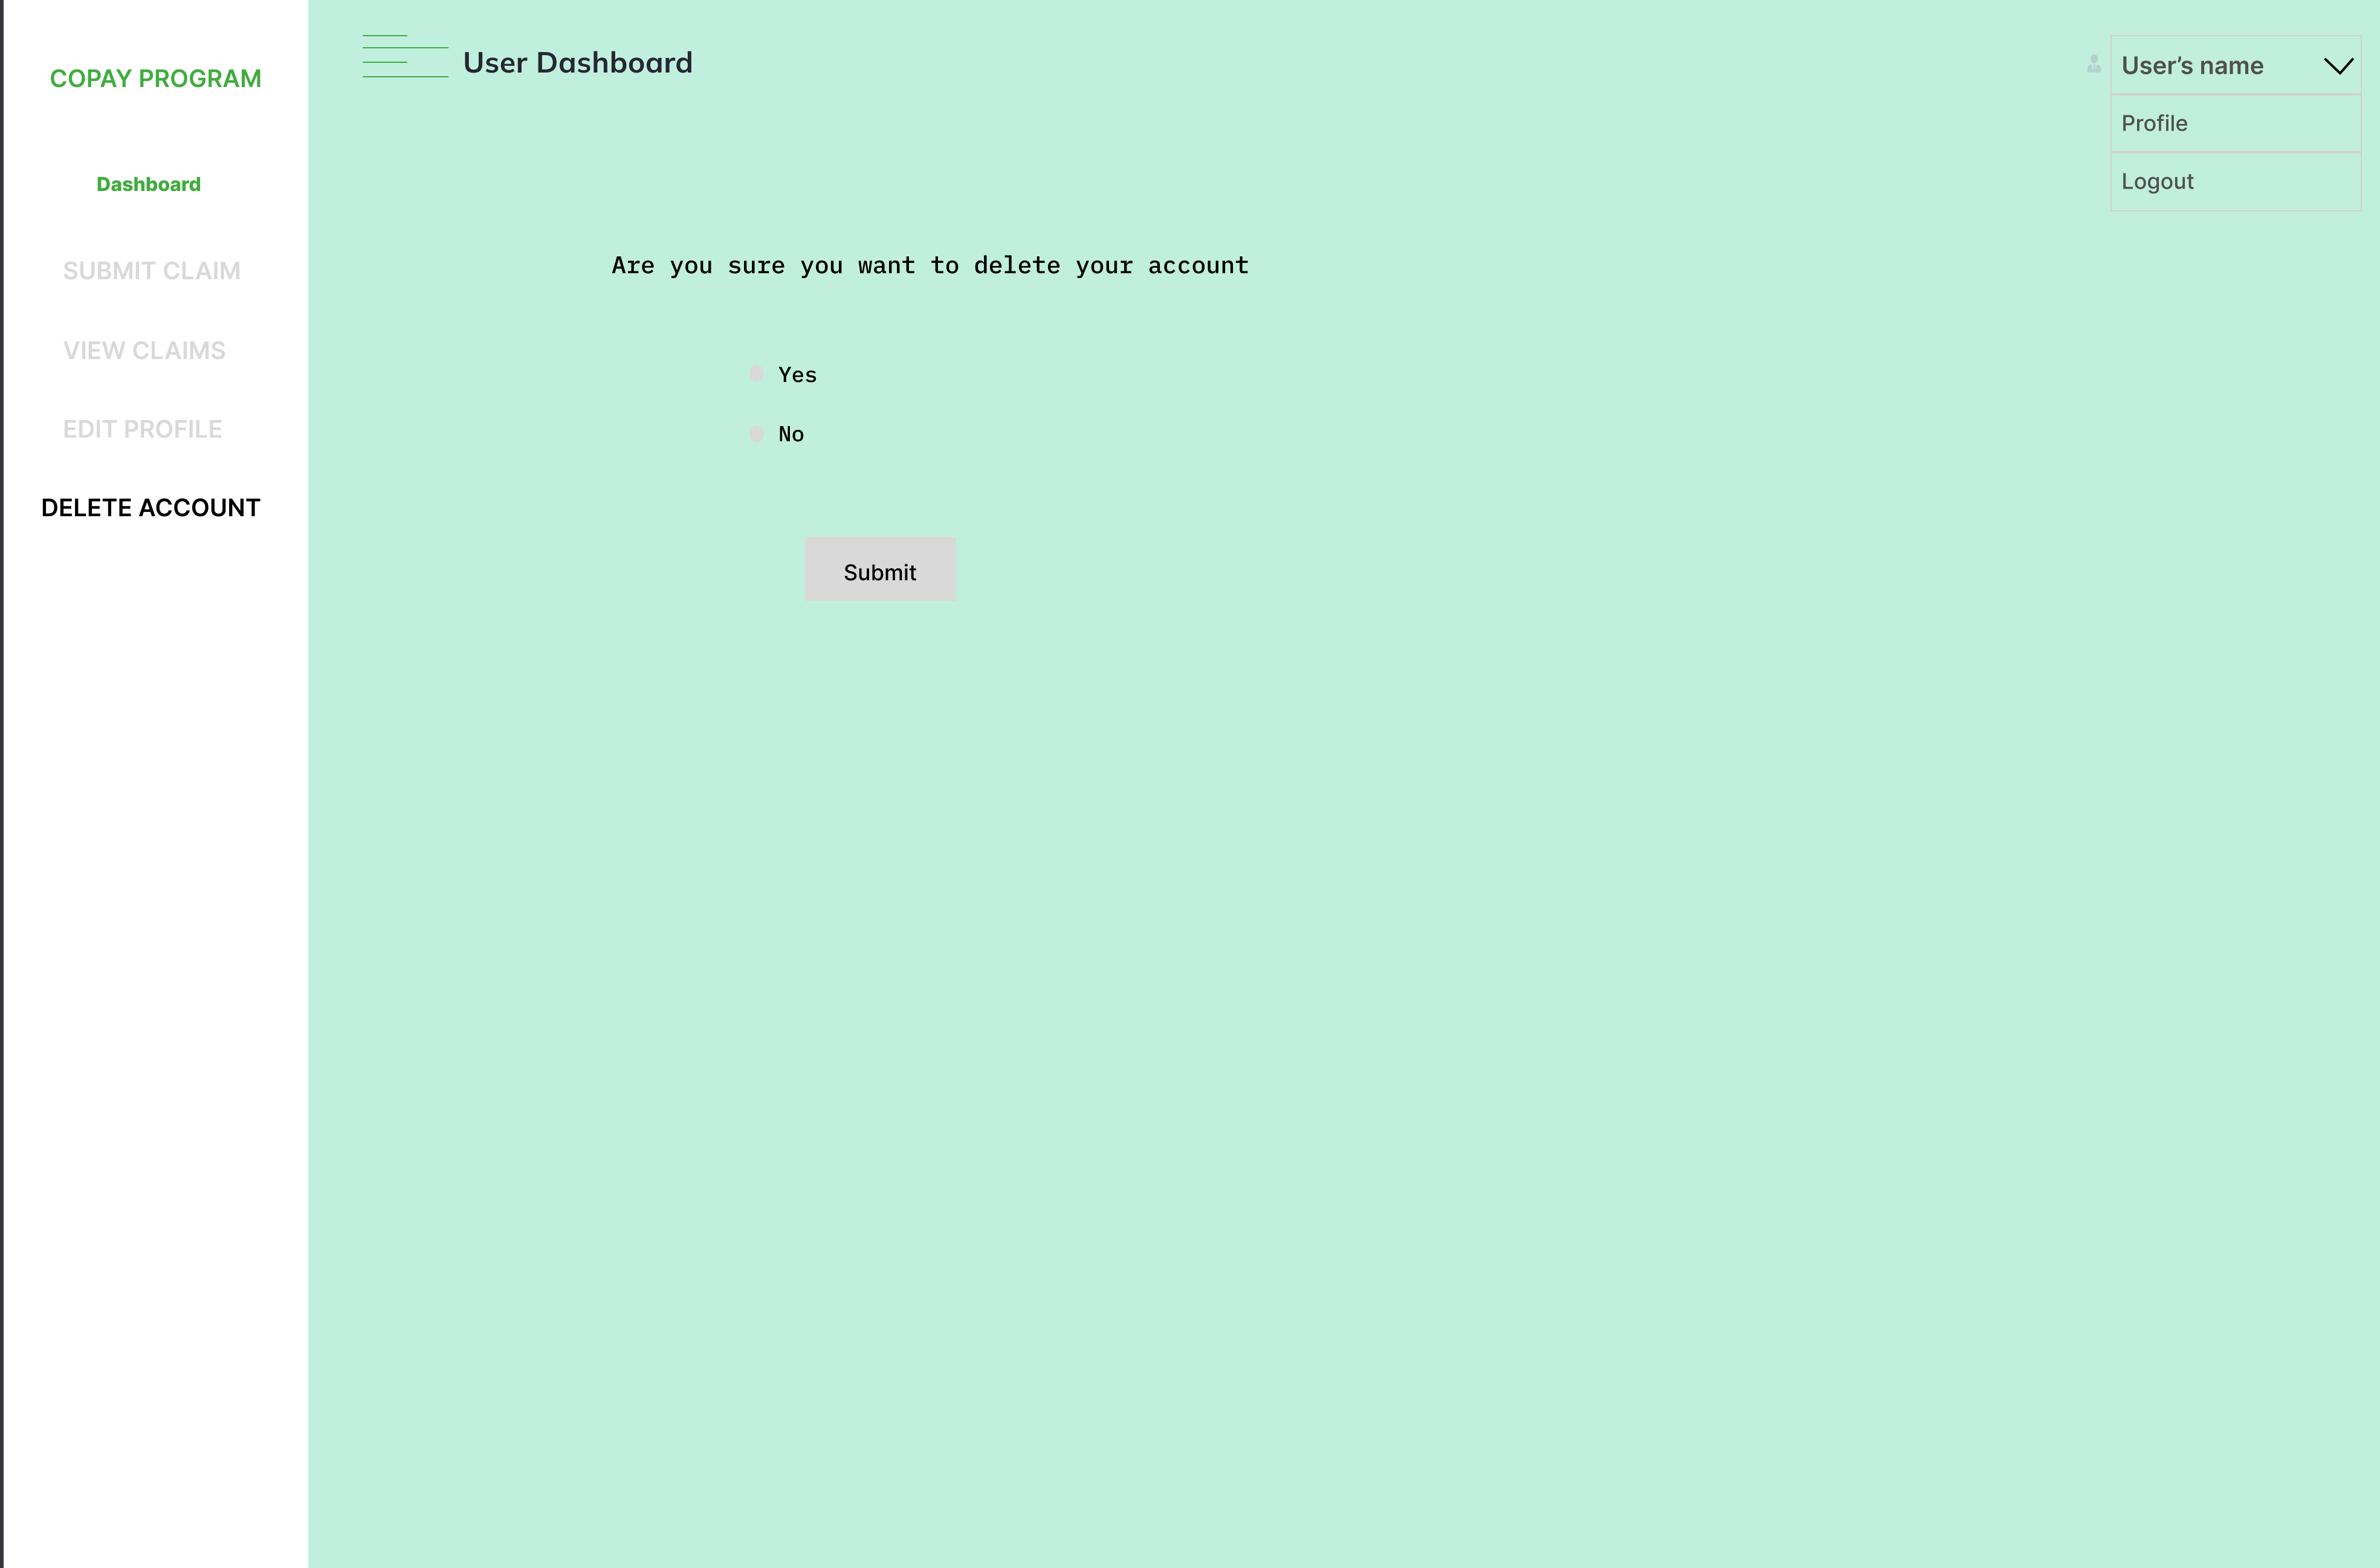 COPAY PROGRAM
Dashboard
SUBMIT CLAIM
VIEW CLAIMS
EDIT PROFILE
DELETE ACCOUNT
User Dashboard
User’s name
Profile
Logout
Are you sure you want to delete your account
Yes
No
Submit